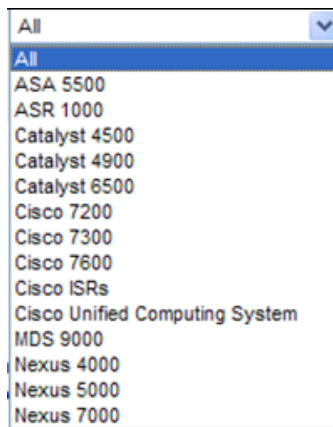 All
All
ASA 5500
ASR 1000
Catalyst 4500
Catalyst 4900
Catalyst 6500
Cisco 7200
Cisco 7300
Cisco 7600
Cisco ISRs
Cisco Unified Computing System
MDS 9000
Nexus 4000
Nexus 5000
Nexus 7000